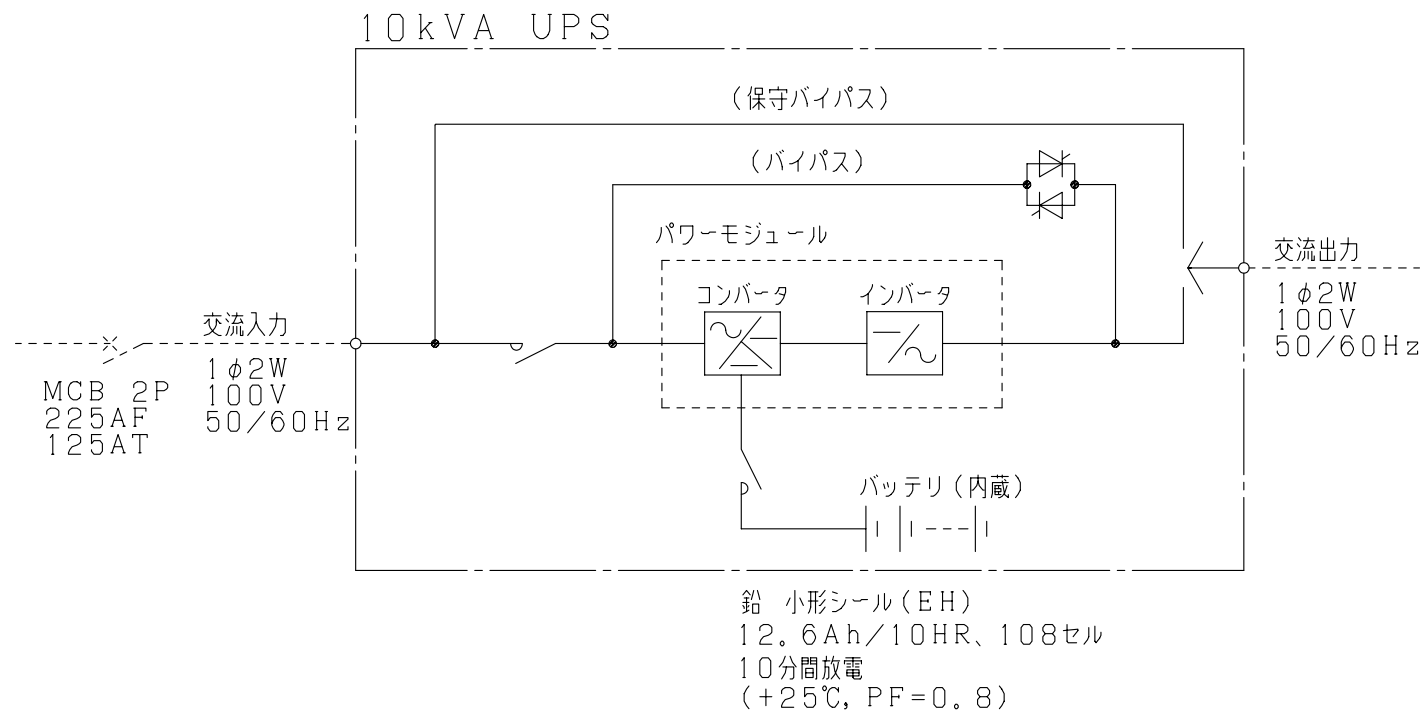 10kVA UPS
(保守バイパス)
(バイパス)
パワーモジュール
コンバータ
インバータ
交流出力
1φ2W
100V
50/60Hz
交流入力
1φ2W
100V
50/60Hz
MCB 2P
225AF
125AT
バッテリ(内蔵)
鉛 小形シール(EH)
12。6Ah/10HR、108セル
10分間放電
(+25℃, PF=0。8)